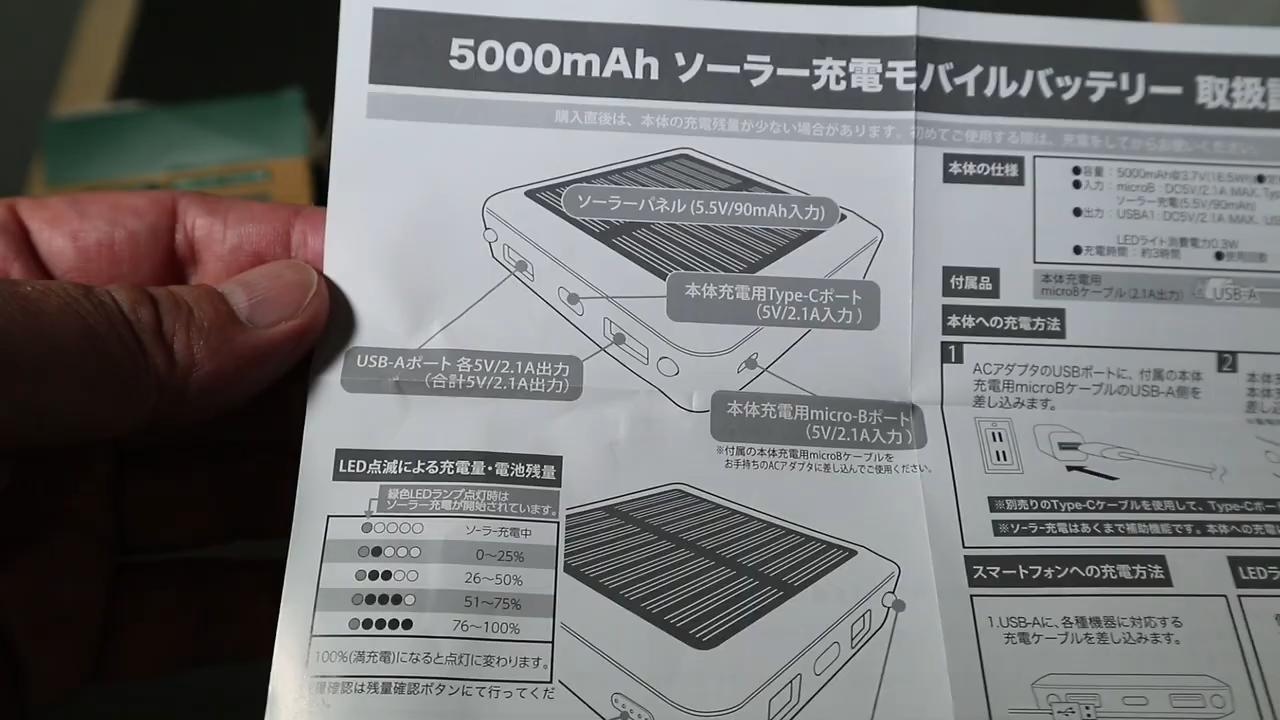 5000mAh ソーラー充電モバイルバッテリー 取扱
購入直後は、本体の充電残量が少ない場合があります。初めてご使用する際は、充電をしてからお使いください。
ソーラーパネル (5.5V/90mAh入力)
本体充電用Type-Cポート
(5V/2.1A入力)
USB-Aポート 各5V/2.1A出力
(合計5V/2.1A出力)
本体充電用micro-Bポート
(5V/2.1A入力)
※付属の本体充電用microBケーブルを
お手持ちのACアダプタに差し込んでご使用ください。
LED点滅による充電量・電池残量
緑色LEDランプ点灯時は
ソーラー充電が開始されています。
ソーラー充電中
0～25%
26～50%
51～75%
76～100%
100%(満充電)になると点灯に変わります。
量確認は残量確認ボタンにて行ってくだ
本体の仕様
●容量：5000mAh@3.7V(18.5Wh)
●入力：microB：DC5V/2.1A MAX、
ソーラー充電(5.5V/90mAh)
●出力：USBA1：DC5V/2.1A MAX、
LEDライト消費電力0.3W
●充電時間：約3時間 ●使用回数
付属品
本体充電用
microBケーブル(2.1A出力)
USB-A
本体への充電方法
1
ACアダプタのUSBポートに、付属の本体
充電用microBケーブルのUSB-A側を
差し込みます。
2
※別売りのType-Cケーブルを使用して、Type-Cポー
※ソーラー充電はあくまで補助機能です。本体への充電
スマートフォンへの充電方法
LEDラ
1.USB-Aに、各種機器に対応する
充電ケーブルを差し込みます。